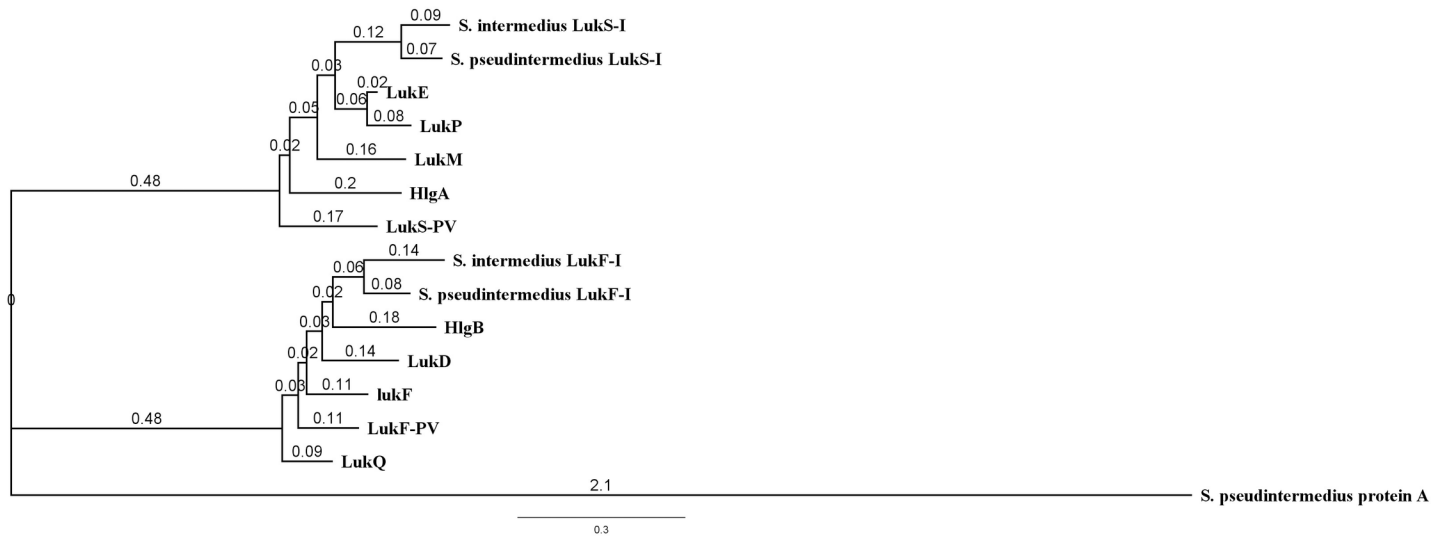 0.09
S. intermedius LukS-I
0.12
0.07
S. pseudintermedius LukS-I
0.03
0.02
LukE
0.06
0.08
LukP
0.05
0.16
LukM
0.02
0.2
HlgA
0.48
0.17
LukS-PV
0.14
S. intermedius LukF-I
0.06
0.08
S. pseudintermedius LukF-I
0.02
0
0.18
HlgB
0.03
0.14
LukD
0.02
0.11
lukF
0.03
0.11
LukF-PV
0.48
0.09
LukQ
2.1
S. pseudintermedius protein A
0.3